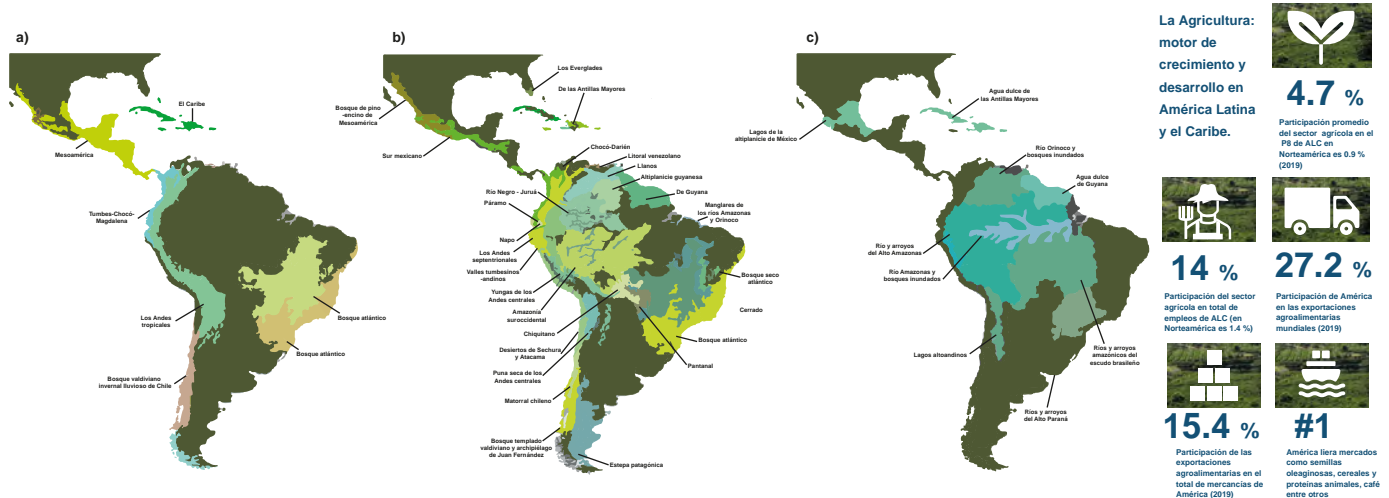 a)
El Caribe
Mesoamérica
Tumbes-Chocó-
Magdalena
Los Andes
tropicales
Bosque atlántico
Bosque atlántico
Bosque valdiviano
invernal lluvioso de Chile
b)
Los Everglades
De las Antillas Mayores
Bosque de pino
-encino de
Mesoamérica
Sur mexicano
Chocó-Darién
Litoral venezolano
Llanos
Altiplanicie guyanesa
De Guyana
Río Negro - Juruá
Páramo
Manglares de
los ríos Amazonas
y Orinoco
Napo
Los Andes
septentrionales
Valles tumbesinos
-andinos
Yungas de los
Andes centrales
Amazonía
suroccidental
Chiquitano
Desiertos de Sechura
y Atacama
Puna seca de los
Andes centrales
Matorral chileno
Bosque templado
valdiviano y archipiélago
de Juan Fernández
Estepa patagónica
Bosque seco
atlántico
Cerrado
Bosque atlántico
Pantanal
c)
Agua dulce de
las Antillas Mayores
Lagos de la
altiplanicie de México
Río Orinoco y
bosques inundados
Agua dulce
de Guyana
Río y arroyos
del Alto Amazonas
Río Amazonas y
bosques inundados
Lagos altoandinos
Ríos y arroyos
amazónicos del
escudo brasileño
Ríos y arroyos
del Alto Paraná
La Agricultura:
motor de
crecimiento y
desarrollo en
América Latina
y el Caribe.
4.7 %
Participación promedio
del sector agrícola en el
P8 de ALC en
Norteamérica es 0.9 %
(2019)
14 %
Participación del sector
agrícola en total de
empleos de ALC (en
Norteamérica es 1.4 %)
27.2 %
Participación de América
en las exportaciones
agroalimentarias
mundiales (2019)
15.4 %
Participación de las
exportaciones
agroalimentarias en el
total de mercancías de
América (2019)
#1
América liera mercados
como semillas
oleaginosas, cereales y
proteínas animales, café
entre otros